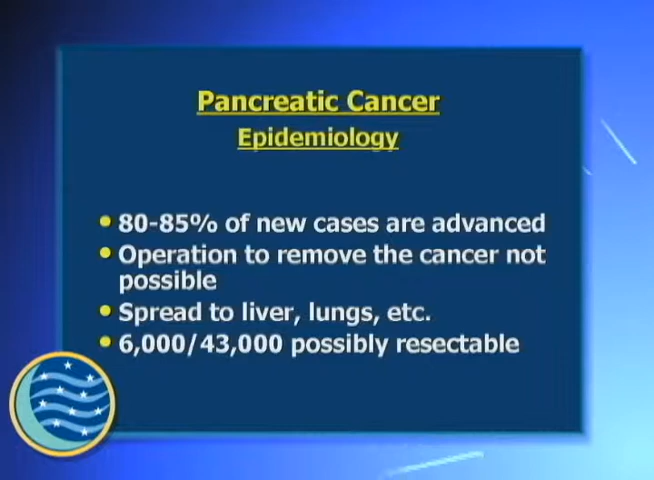 Pancreatic Cancer
Epidemiology
• 80-85% of new cases are advanced
• Operation to remove the cancer not
possible
• Spread to liver, lungs, etc.
• 6,000/43,000 possibly resectable